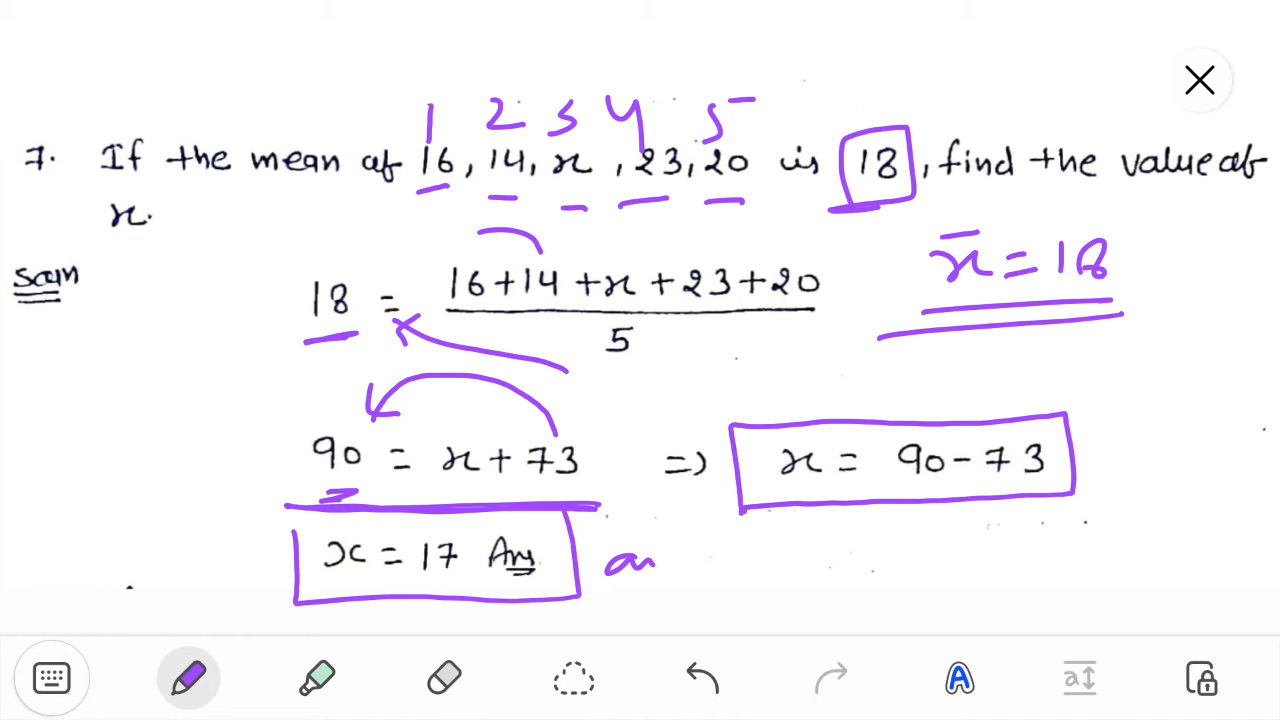 1 2 3 4 5
7. If the mean of 16, 14, x, 23, 20 is 18, find the value of
x.
Soln
x̄ = 18
18 = 16+14+x+23+20
5
90 = x+73 => x = 90-73
x = 17 Ans an
A a